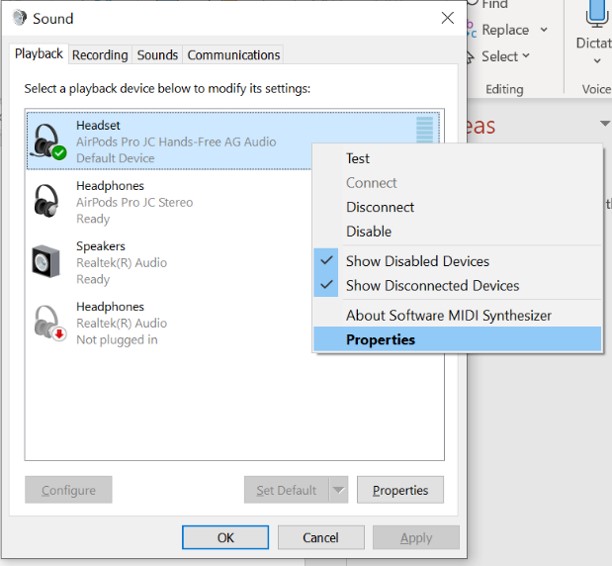 Sound
Playback
Recording
Sounds
Communications
Select a playback device below to modify its settings:
Headset
AirPods Pro JC Hands-Free AG Audio
Default Device
Headphones
AirPods Pro JC Stereo
Ready
Speakers
Realtek(R) Audio
Ready
Headphones
Realtek(R) Audio
Not plugged in
Configure
Set Default
Properties
OK
Cancel
Apply
Test
Connect
Disconnect
Disable
Show Disabled Devices
Show Disconnected Devices
About Software MIDI Synthesizer
Properties
Find
Replace
Select
Editing
Dictat
Voice
eas